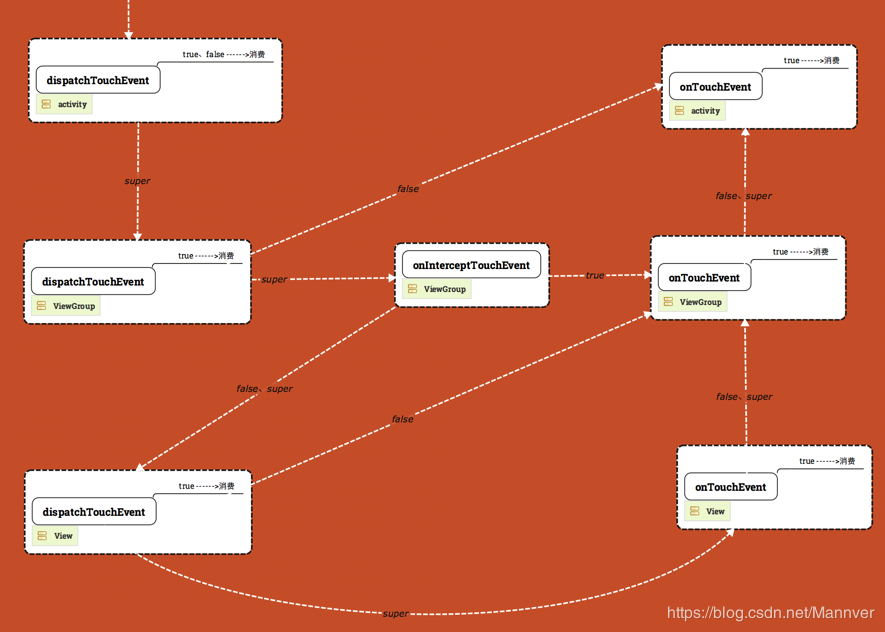 true、false ------>消费
dispatchTouchEvent
activity
true ------>消费
onTouchEvent
activity
super
false
false、super
true ------>消费
dispatchTouchEvent
ViewGroup
super
onInterceptTouchEvent
ViewGroup
true
true ------>消费
onTouchEvent
ViewGroup
false、super
false
false、super
true ------>消费
dispatchTouchEvent
View
true ------>消费
onTouchEvent
View
super
https://blog.csdn.net/Mannver